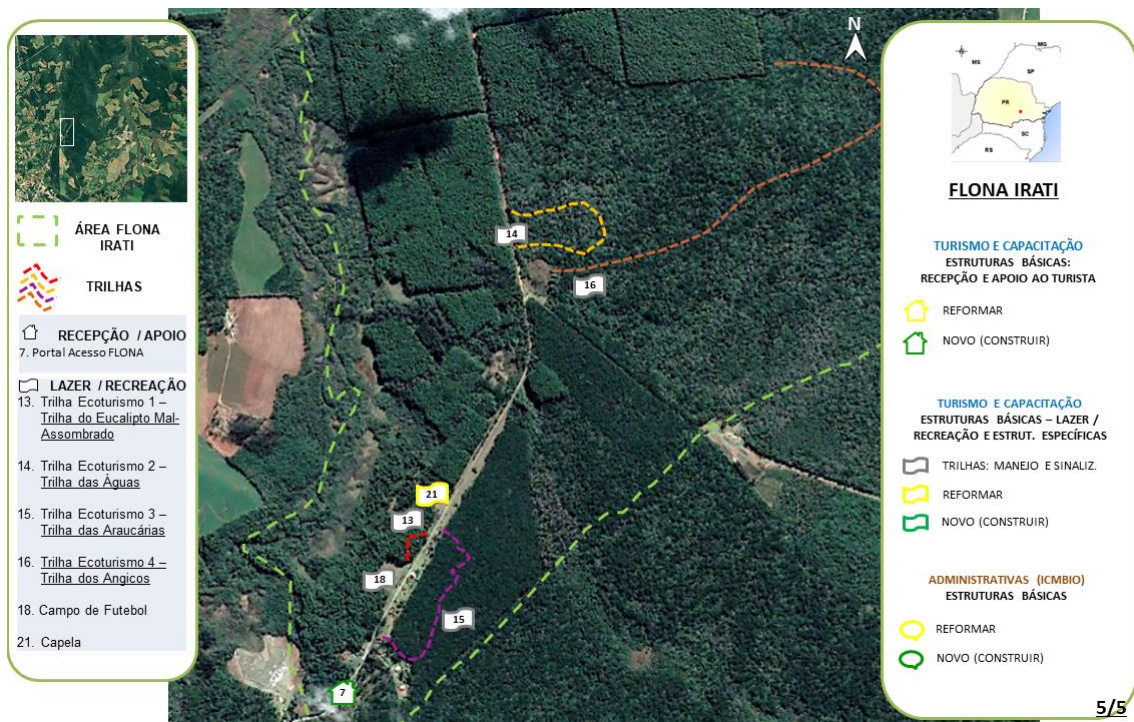 ÁREA FLONA
IRATI
TRILHAS
RECEPÇÃO / APOIO
7. Portal Acesso FLONA
LAZER / RECREAÇÃO
13. Trilha Ecoturismo 1 –
Trilha do Eucalipto Mal-
Assombrado
14. Trilha Ecoturismo 2 –
Trilha das Águas
15. Trilha Ecoturismo 3 –
Trilha das Araucárias
16. Trilha Ecoturismo 4 –
Trilha dos Angicos
18. Campo de Futebol
21. Capela
N
14
16
21
13
18
15
7
MG
MS
SP
PR
SC
RS
FLONA IRATI
TURISMO E CAPACITAÇÃO
ESTRUTURAS BÁSICAS:
RECEPÇÃO E APOIO AO TURISTA
REFORMAR
NOVO (CONSTRUIR)
TURISMO E CAPACITAÇÃO
ESTRUTURAS BÁSICAS – LAZER /
RECREAÇÃO E ESTRUT. ESPECÍFICAS
TRILHAS: MANEJO E SINALIZ.
REFORMAR
NOVO (CONSTRUIR)
ADMINISTRATIVAS (ICMBIO)
ESTRUTURAS BÁSICAS
REFORMAR
NOVO (CONSTRUIR)
5/5